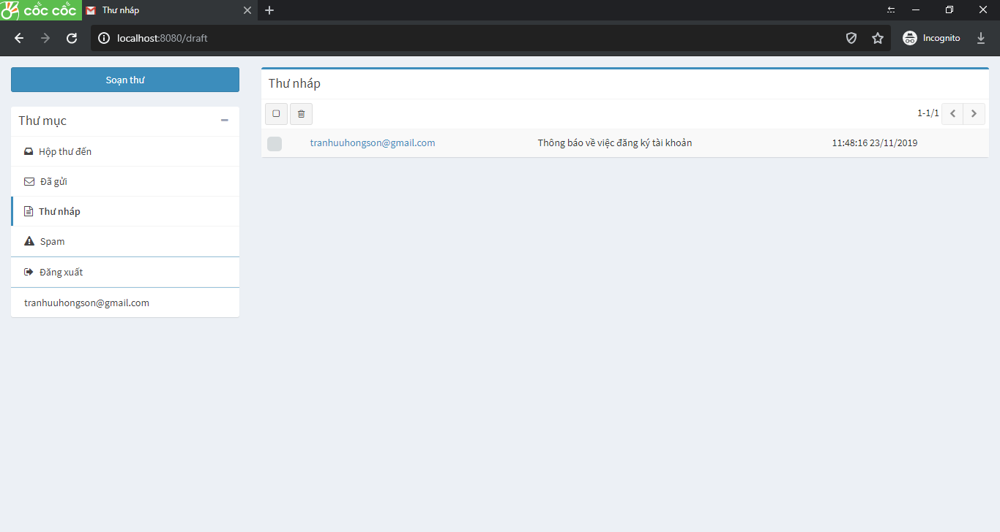 cốc cốc Thư nháp
localhost:8080/draft Incognito
Soạn thư
Thư mục
Hộp thư đến
Đã gửi
Thư nháp
Spam
Đăng xuất
tranhuuhongson@gmail.com
Thư nháp
1-1/1
tranhuuhongson@gmail.com Thông báo về việc đăng ký tài khoản 11:48:16 23/11/2019